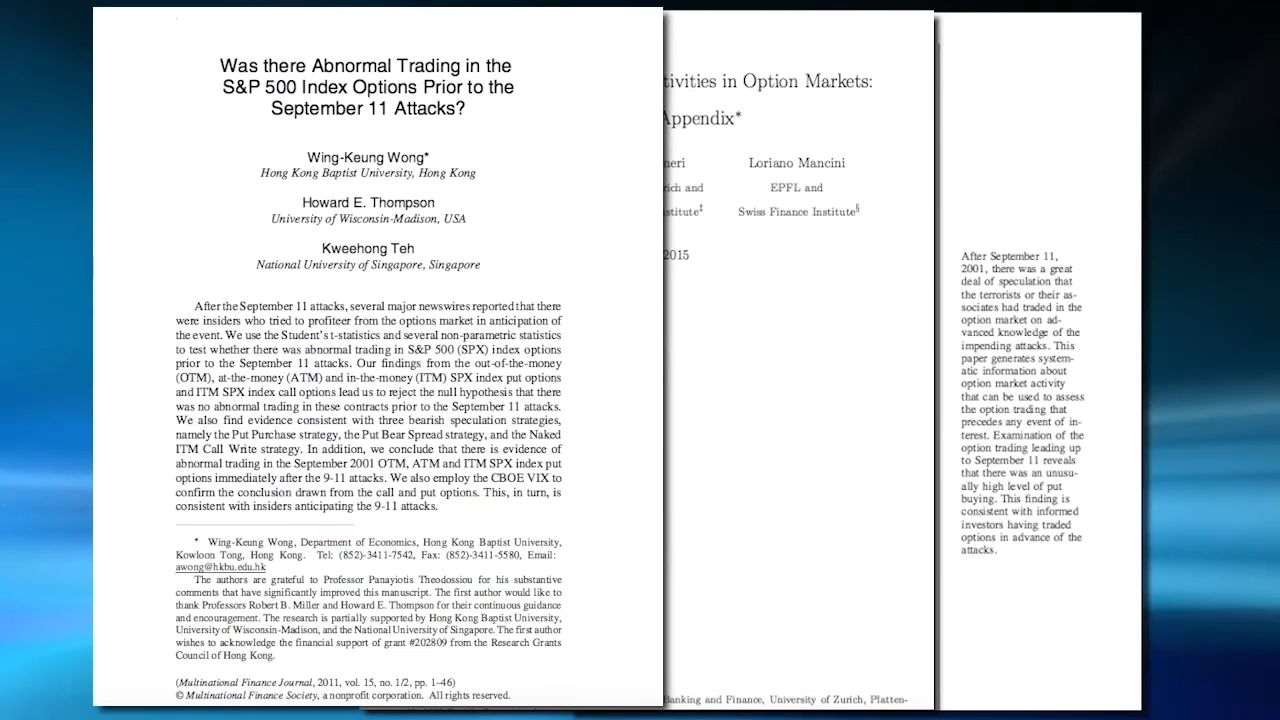 Was there Abnormal Trading in the
S&P 500 Index Options Prior to the
September 11 Attacks?
Wing-Keung Wong*
Hong Kong Baptist University, Hong Kong
Howard E. Thompson
University of Wisconsin-Madison, USA
Kweehong Teh
National University of Singapore, Singapore
After the September 11 attacks, several major newswires reported that there
were insiders who tried to profiteer from the options market in anticipation of
the event. We use the Student's t-statistics and several non-parametric statistics
to test whether there was abnormal trading in S&P 500 (SPX) index options
prior to the September 11 attacks. Our findings from the out-of-the-money
(OTM), at-the-money (ATM) and in-the-money (ITM) SPX index put options
and ITM SPX index call options lead us to reject the null hypothesis that there
was no abnormal trading in these contracts prior to the September 11 attacks.
We also find evidence consistent with three bearish speculation strategies,
namely the Put Purchase strategy, the Put Bear Spread strategy, and the Naked
ITM Call Write strategy. In addition, we conclude that there is evidence of
abnormal trading in the September 2001 OTM, ATM and ITM SPX index put
options immediately after the 9-11 attacks. We also employ the CBOE VIX to
confirm the conclusion drawn from the call and put options. This, in turn, is
consistent with insiders anticipating the 9-11 attacks.
* Wing-Keung Wong, Department of Economics, Hong Kong Baptist University,
Kowloon Tong, Hong Kong. Tel: (852)-3411-7542, Fax: (852)-3411-5580, Email:
awong@hkbu.edu.hk
The authors are grateful to Professor Panayiotis Theodossiou for his substantive
comments that have significantly improved this manuscript. The first author would like to
thank Professors Robert B. Miller and Howard E. Thompson for their continuous guidance
and encouragement. The research is partially supported by Hong Kong Baptist University,
University of Wisconsin-Madison, and the National University of Singapore. The first author
wishes to acknowledge the financial support of grant #202809 from the Research Grants
Council of Hong Kong.
(Multinational Finance Journal, 2011, vol. 15, no. 1/2, pp. 1–46)
© Multinational Finance Society, a nonprofit corporation. All rights reserved.
tivities in Option Markets:
Appendix*
neri
Loriano Mancini
rich and
EPFL and
stitute‡
Swiss Finance Institute§
2015
Banking and Finance, University of Zurich, Platten-
After September 11,
2001, there was a great
deal of speculation that
the terrorists or their as-
sociates had traded in the
option market on ad-
vanced knowledge of the
impending attacks. This
paper generates system-
atic information about
option market activity
that can be used to assess
the option trading that
precedes any event of in-
terest. Examination of the
option trading leading up
to September 11 reveals
that there was an unusu-
ally high level of put
buying. This finding is
consistent with informed
investors having traded
options in advance of the
attacks.